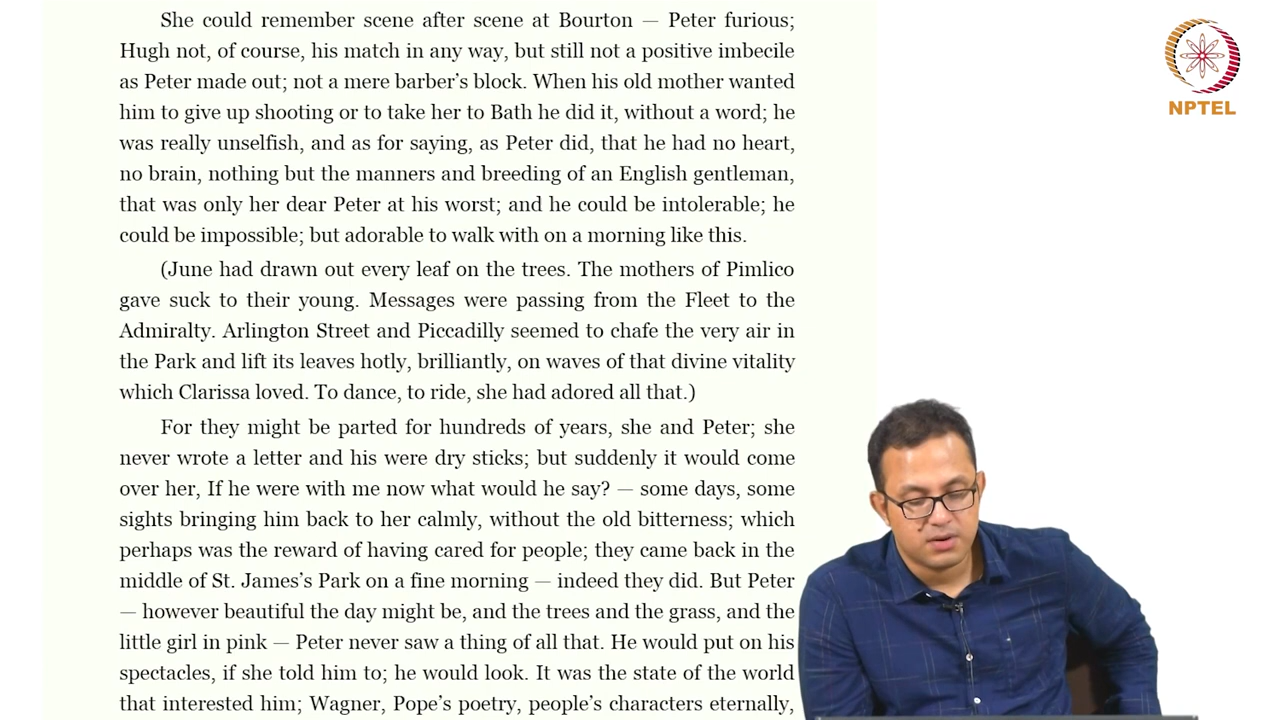 She could remember scene after scene at Bourton — Peter furious;
Hugh not, of course, his match in any way, but still not a positive imbecile
as Peter made out; not a mere barber's block. When his old mother wanted
him to give up shooting or to take her to Bath he did it, without a word; he
was really unselfish, and as for saying, as Peter did, that he had no heart,
no brain, nothing but the manners and breeding of an English gentleman,
that was only her dear Peter at his worst; and he could be intolerable; he
could be impossible; but adorable to walk with on a morning like this.
(June had drawn out every leaf on the trees. The mothers of Pimlico
gave suck to their young. Messages were passing from the Fleet to the
Admiralty. Arlington Street and Piccadilly seemed to chafe the very air in
the Park and lift its leaves hotly, brilliantly, on waves of that divine vitality
which Clarissa loved. To dance, to ride, she had adored all that.)
For they might be parted for hundreds of years, she and Peter; she
never wrote a letter and his were dry sticks; but suddenly it would come
over her, If he were with me now what would he say? — some days, some
sights bringing him back to her calmly, without the old bitterness; which
perhaps was the reward of having cared for people; they came back in the
middle of St. James's Park on a fine morning — indeed they did. But Peter
— however beautiful the day might be, and the trees and the grass, and the
little girl in pink — Peter never saw a thing of all that. He would put on his
spectacles, if she told him to; he would look. It was the state of the world
that interested him; Wagner, Pope's poetry, people's characters eternally,
NPTEL